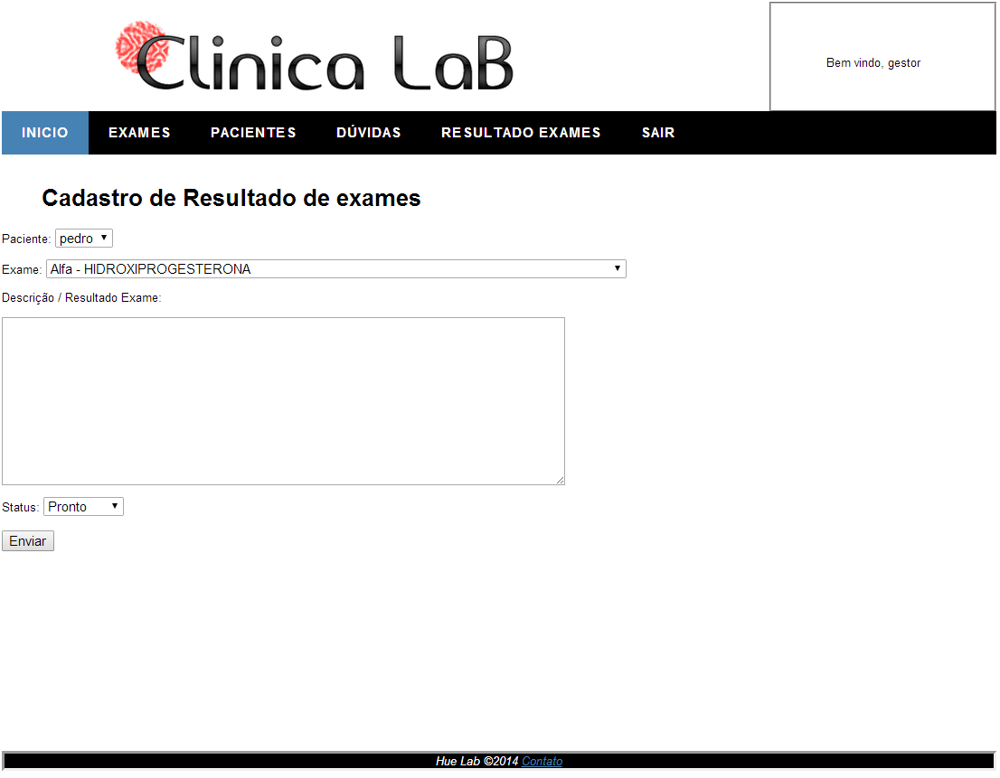 Clinica LaB
Bem vindo, gestor
INICIO EXAMES PACIENTES DÚVIDAS RESULTADO EXAMES SAIR
Cadastro de Resultado de exames
Paciente: pedro
Exame: Alfa - HIDROXIPROGESTERONA
Descrição / Resultado Exame:
Status: Pronto
Enviar
Hue Lab ©2014 Contato